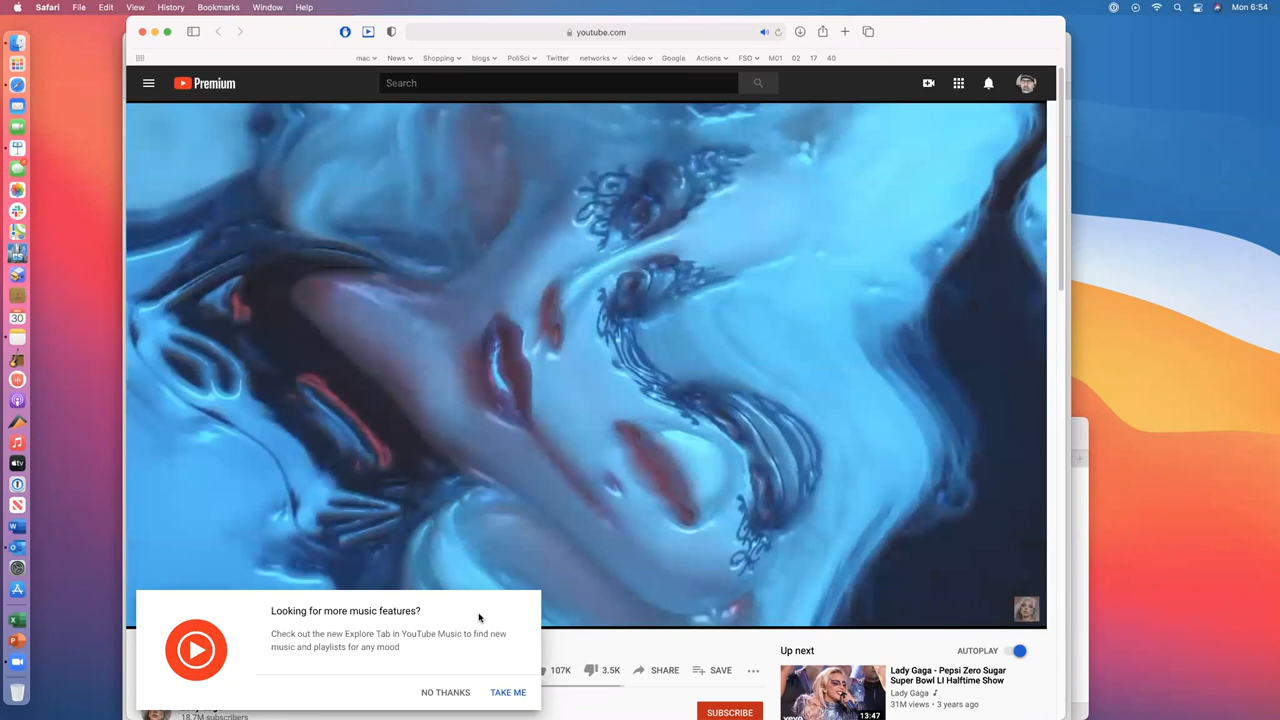 Safari File Edit View History Bookmarks Window Help Mon 6:54
youtube.com
mac News Shopping blogs PoliSci Twitter networks video Google Actions FSO M01 02 17 40
Premium Search
30
tv
Looking for more music features?
Check out the new Explore Tab in YouTube Music to find new
music and playlists for any mood
NO THANKS TAKE ME
107K 3.5K SHARE SAVE
SUBSCRIBE
18.7M subscribers
Up next AUTOPLAY
Lady Gaga - Pepsi Zero Sugar
Super Bowl LI Halftime Show
Lady Gaga
31M views • 3 years ago
13:47
vevo